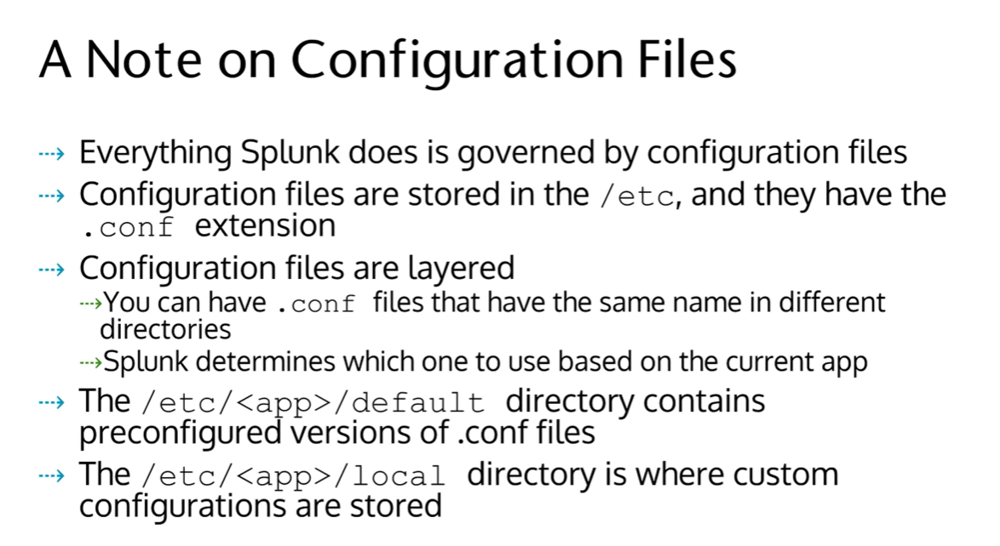 A Note on Configuration Files
⇢ Everything Splunk does is governed by configuration files
⇢ Configuration files are stored in the /etc, and they have the
.conf extension
⇢ Configuration files are layered
⇢You can have .conf files that have the same name in different
directories
⇢Splunk determines which one to use based on the current app
⇢ The /etc/<app>/default directory contains
preconfigured versions of .conf files
⇢ The /etc/<app>/local directory is where custom
configurations are stored